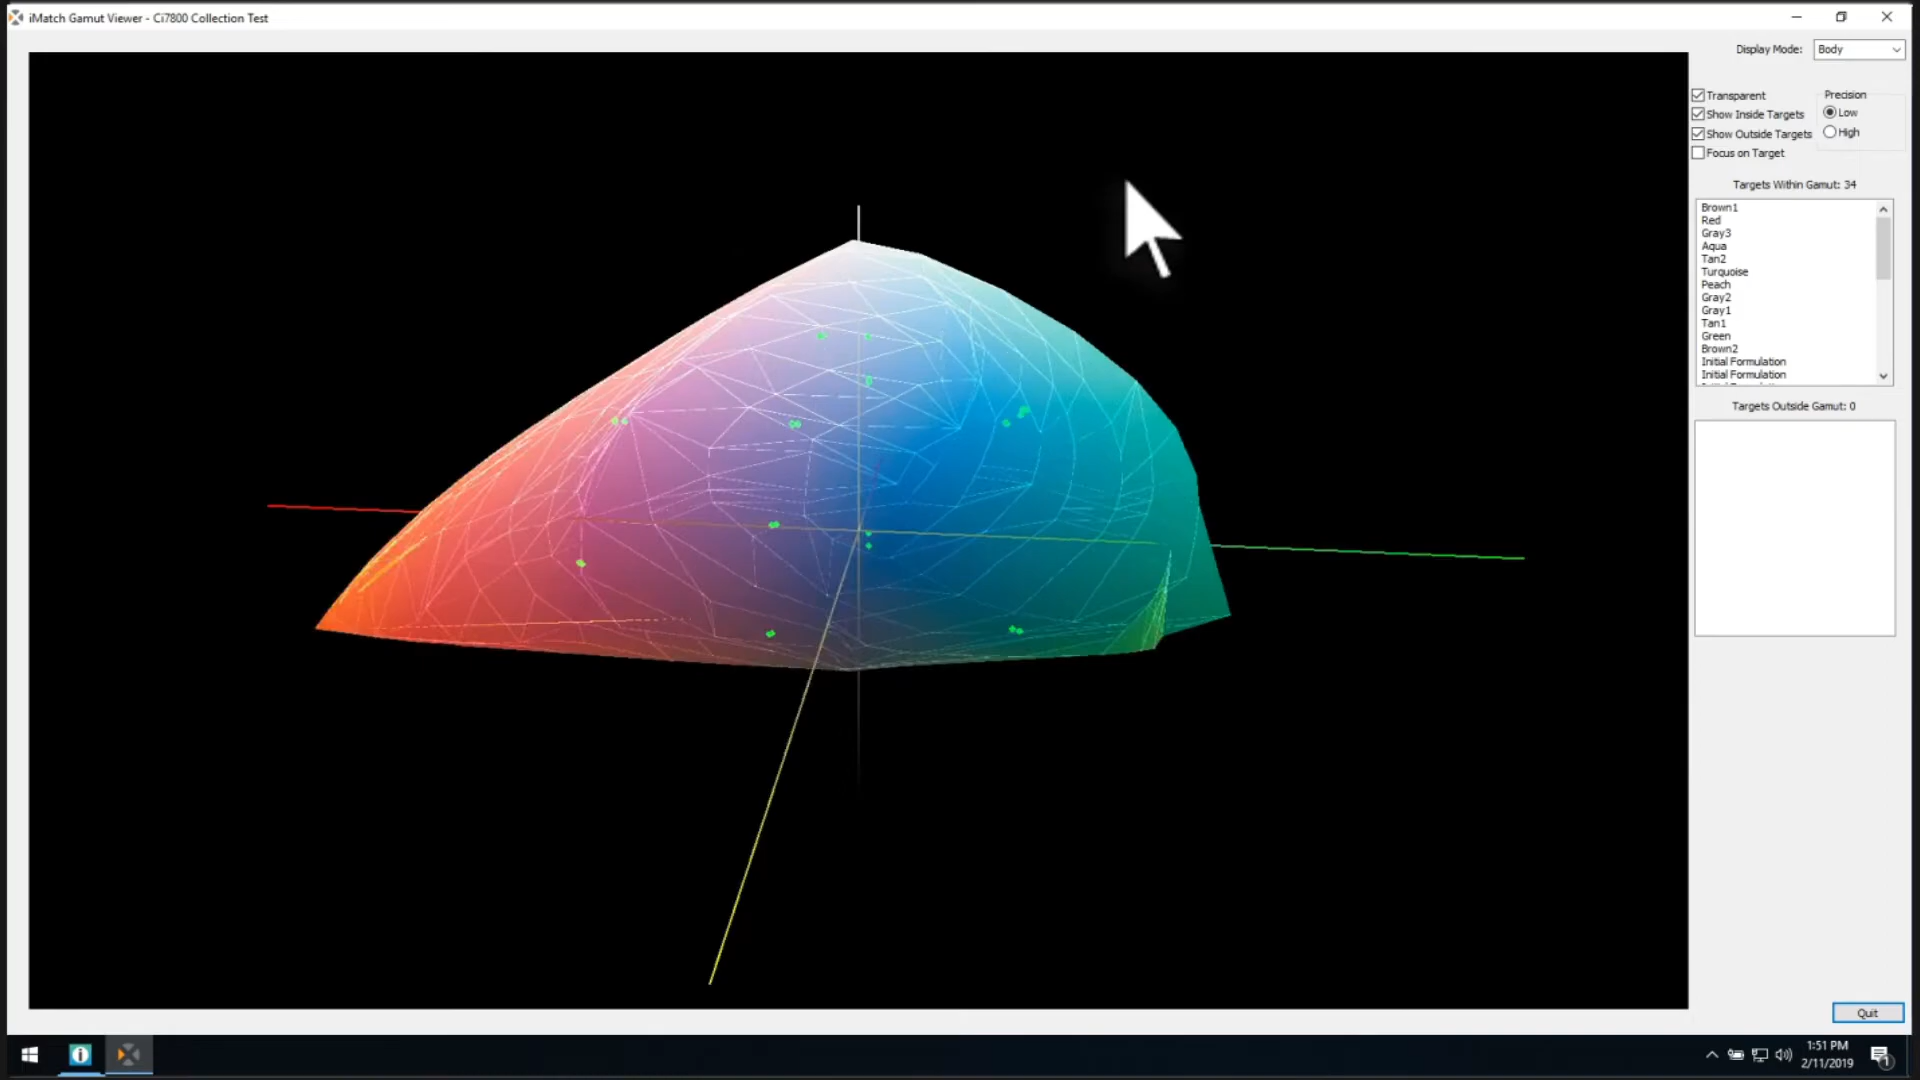 iMatch Gamut Viewer - Ci7800 Collection Test
Display Mode: Body
Transparent
Show Inside Targets
Show Outside Targets
Focus on Target
Precision
Low
High
Targets Within Gamut: 34
Brown1
Red
Gray3
Aqua
Tan2
Turquoise
Peach
Gray2
Gray1
Tan1
Green
Brown2
Initial Formulation
Initial Formulation
Targets Outside Gamut: 0
Quit
1:51 PM
2/11/2019
1